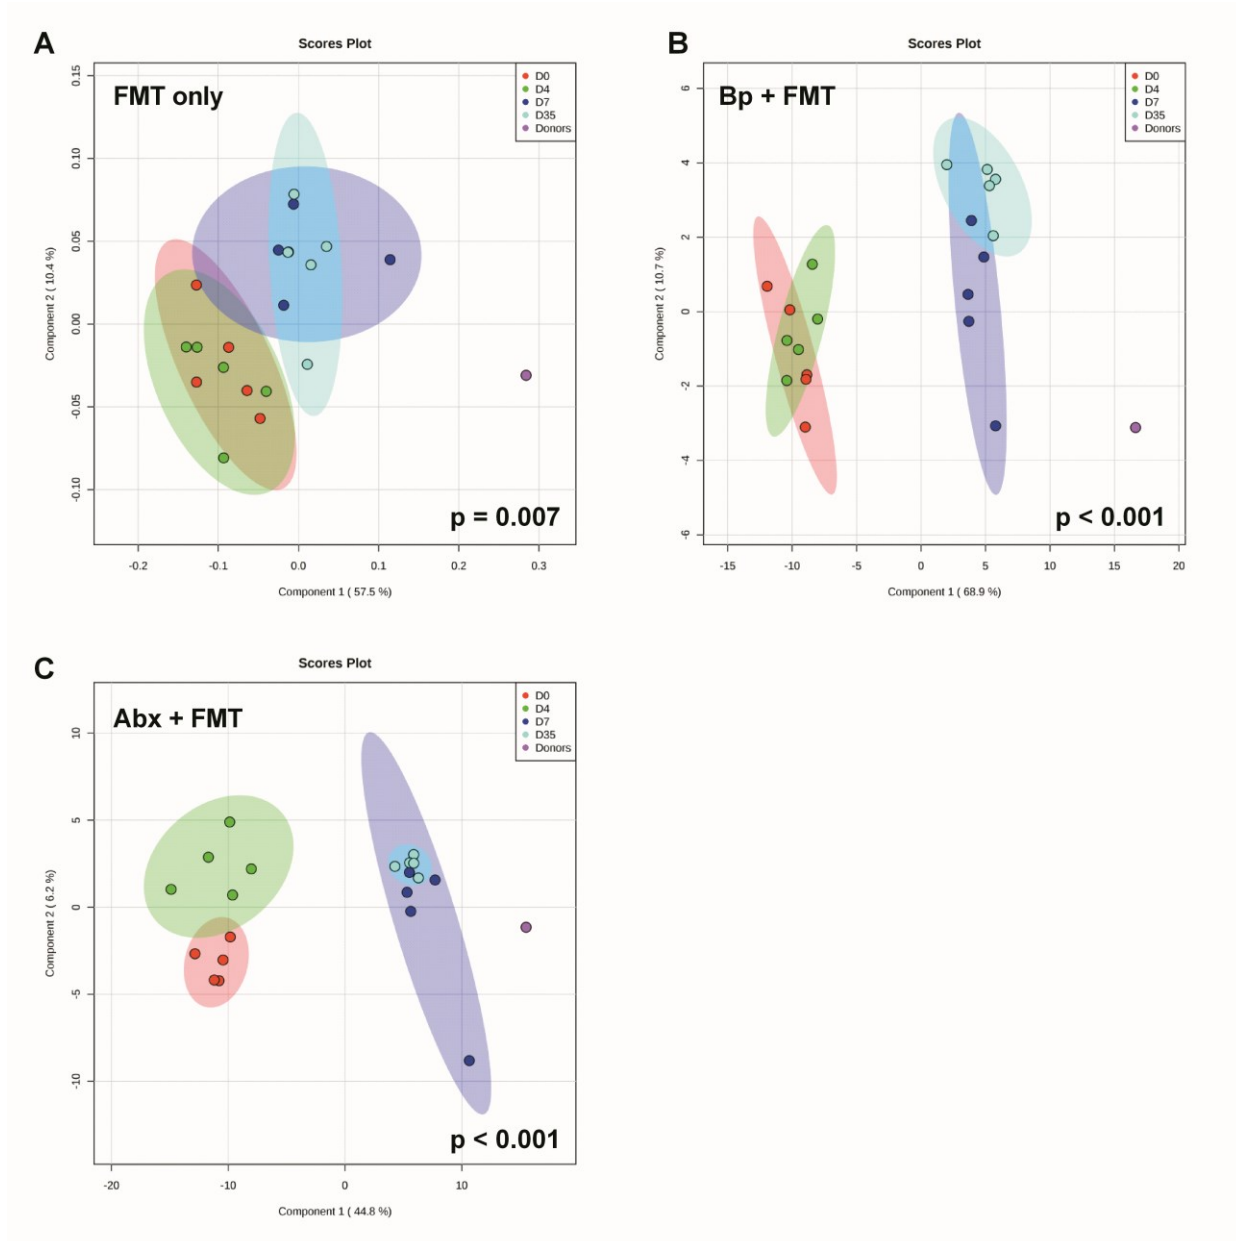 A
Scores Plot
FMT only
D0
D4
D7
D35
Donors
0.15
0.10
0.05
0.00
-0.05
-0.10
Component 2 ( 10.4 %)
p = 0.007
-0.2 -0.1 0.0 0.1 0.2 0.3
Component 1 ( 57.5 %)
B
Scores Plot
Bp + FMT
D0
D4
D7
D35
Donors
6
4
2
0
-2
-4
-6
Component 2 ( 10.7 %)
p < 0.001
-15 -10 -5 0 5 10 15 20
Component 1 ( 68.9 %)
C
Scores Plot
Abx + FMT
D0
D4
D7
D35
Donors
10
5
0
-5
-10
Component 2 ( 6.2 %)
p < 0.001
-20 -10 0 10
Component 1 ( 44.8 %)